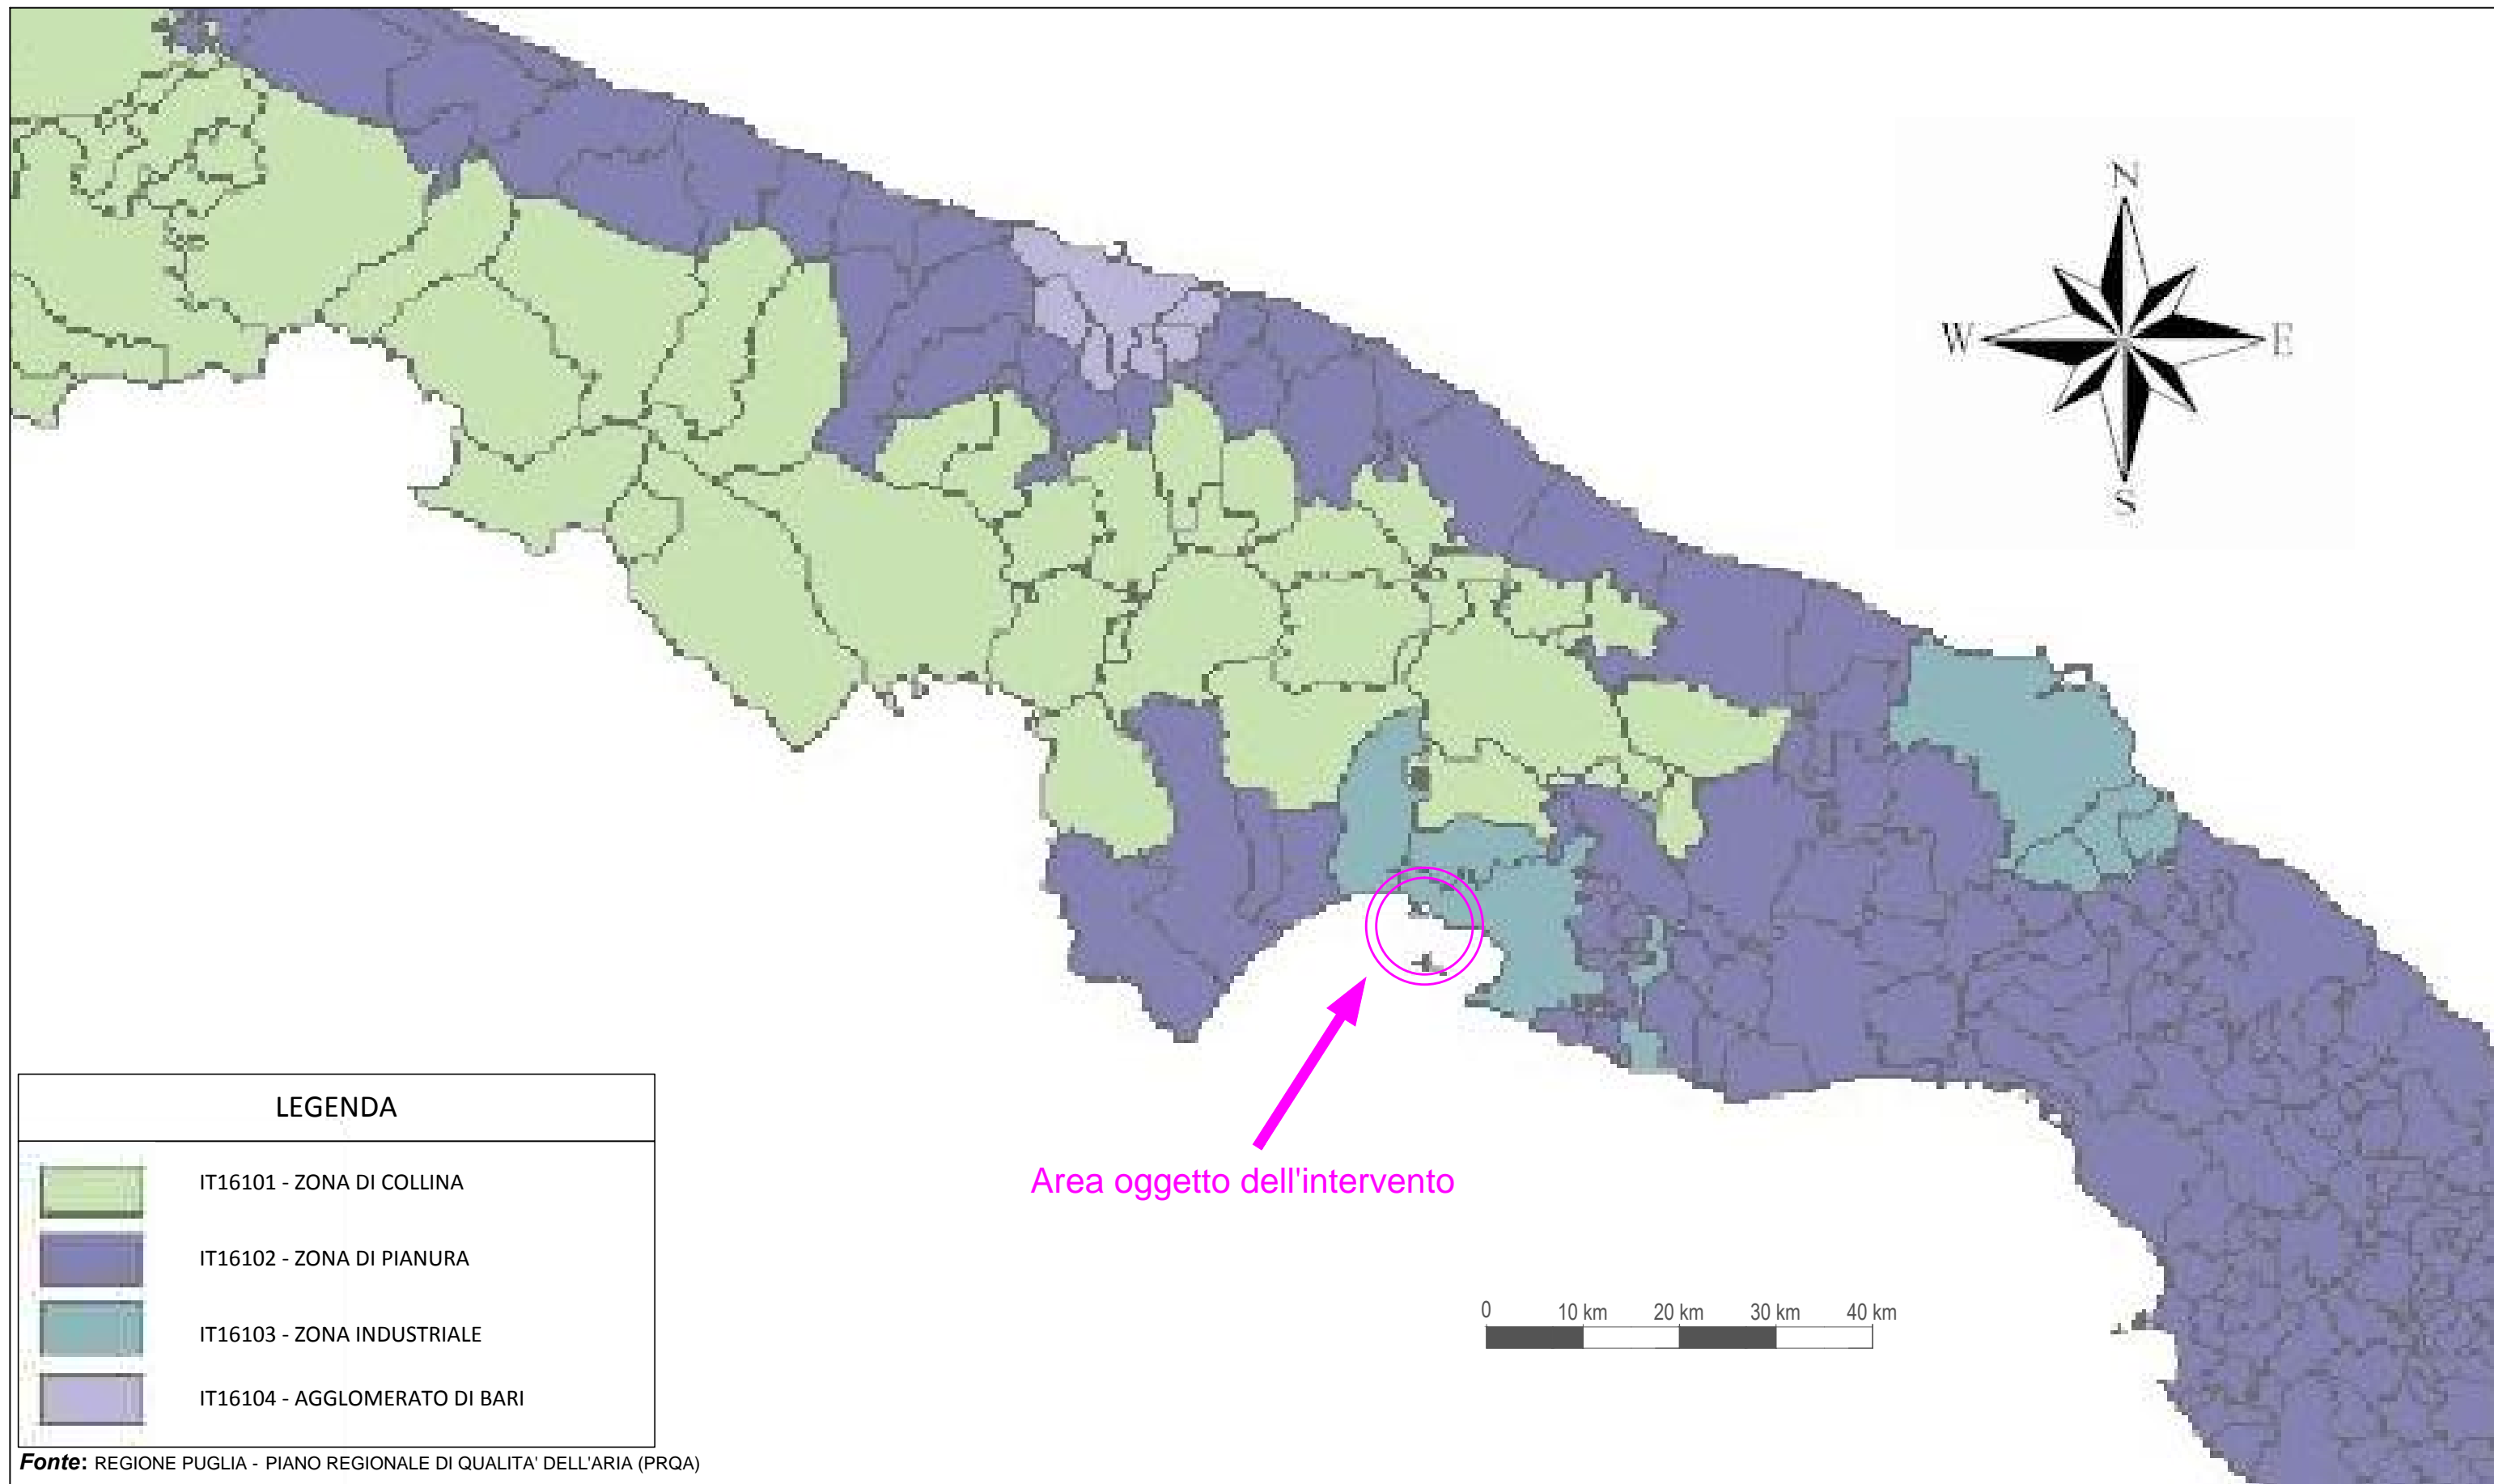 N
W
E
S
Area oggetto dell'intervento
0 10 km 20 km 30 km 40 km
LEGENDA
IT16101 - ZONA DI COLLINA
IT16102 - ZONA DI PIANURA
IT16103 - ZONA INDUSTRIALE
IT16104 - AGGLOMERATO DI BARI
Fonte: REGIONE PUGLIA - PIANO REGIONALE DI QUALITA' DELL'ARIA (PRQA)